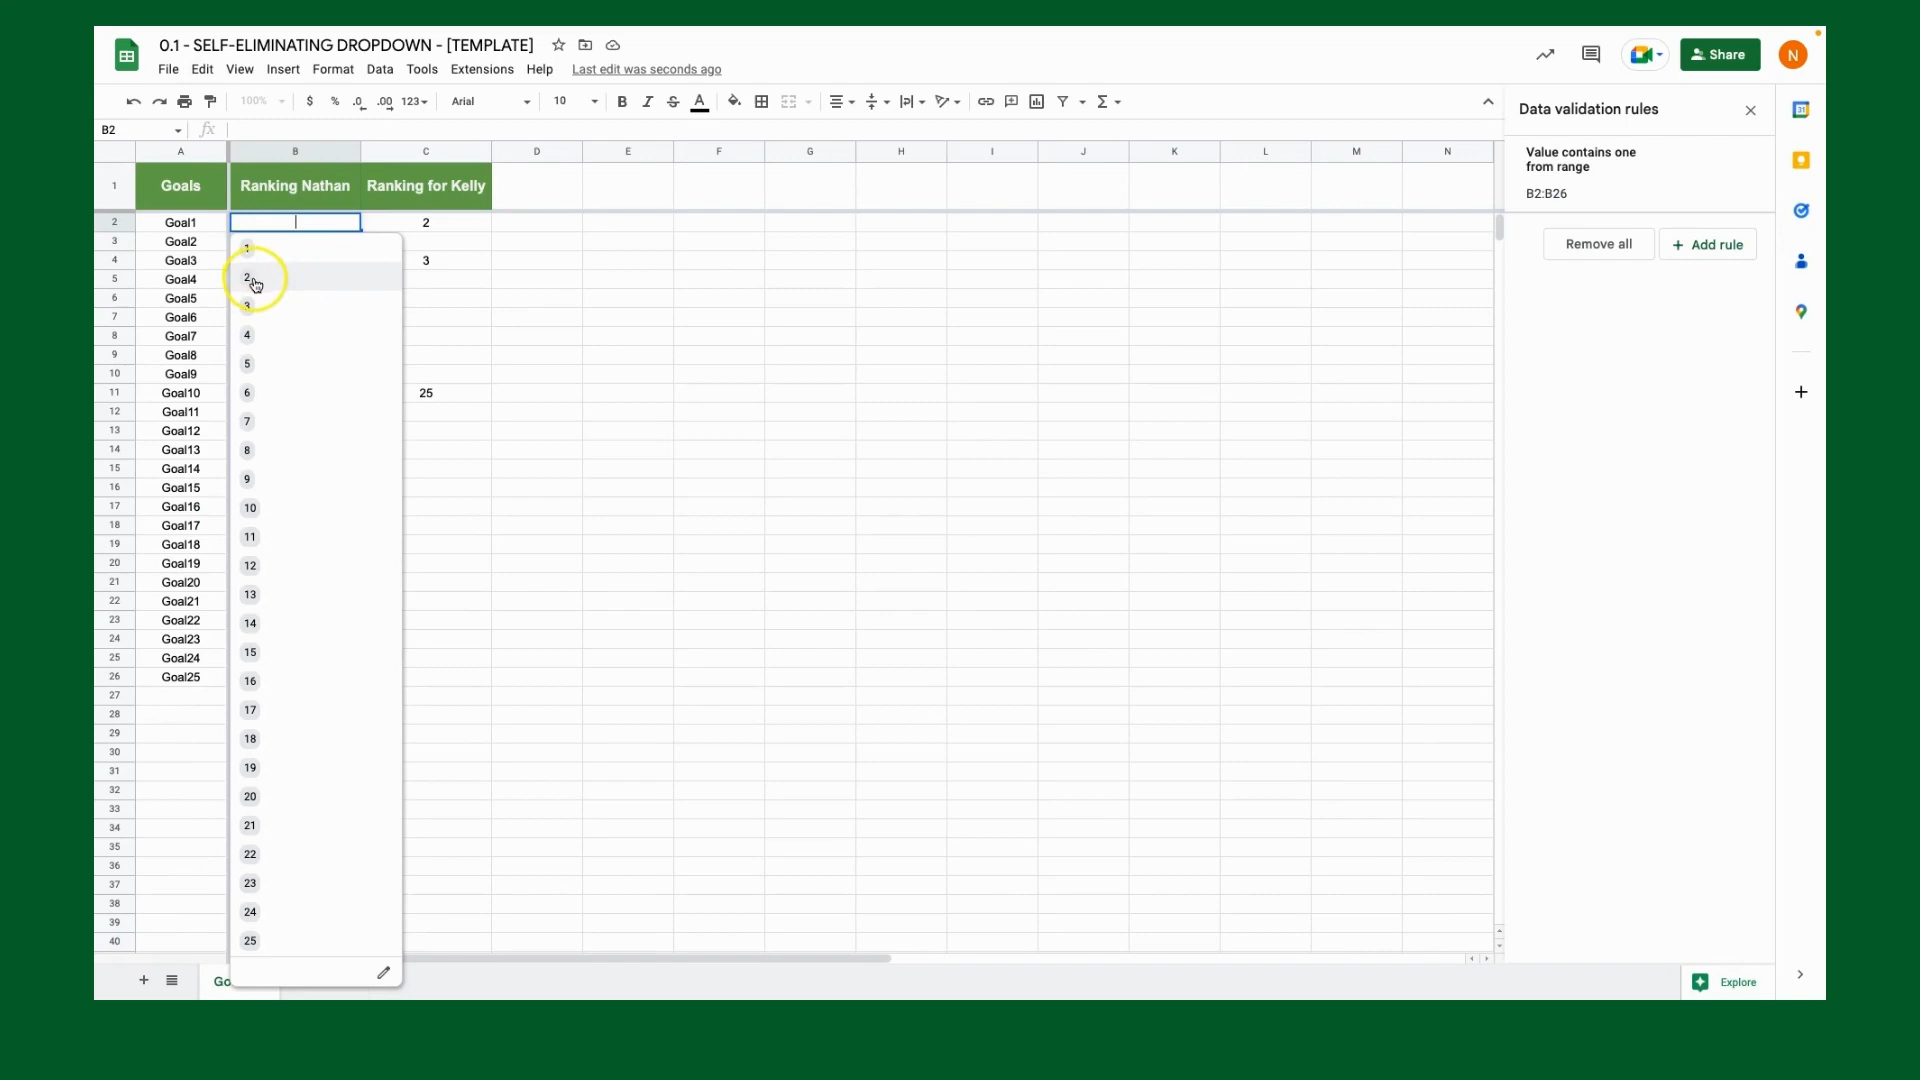 0.1 - SELF-ELIMINATING DROPDOWN - [TEMPLATE]
File Edit View Insert Format Data Tools Extensions Help Last edit was seconds ago
Share
N
100% $ % .0 .00 123 Arial 10 B I S A Σ
B2 fx
Data validation rules
Value contains one
from range
B2:B26
Remove all + Add rule
A B C D E F G H I J K L M N
1 Goals Ranking Nathan Ranking for Kelly
2 Goal1 2
3 Goal2
4 Goal3 3
5 Goal4
6 Goal5
7 Goal6
8 Goal7
9 Goal8
10 Goal9
11 Goal10 25
12 Goal11
13 Goal12
14 Goal13
15 Goal14
16 Goal15
17 Goal16
18 Goal17
19 Goal18
20 Goal19
21 Goal20
22 Goal21
23 Goal22
24 Goal23
25 Goal24
26 Goal25
27
28
29
30
31
32
33
34
35
36
37
38
39
40
1
2
3
4
5
6
7
8
9
10
11
12
13
14
15
16
17
18
19
20
21
22
23
24
25
Go
Explore
31